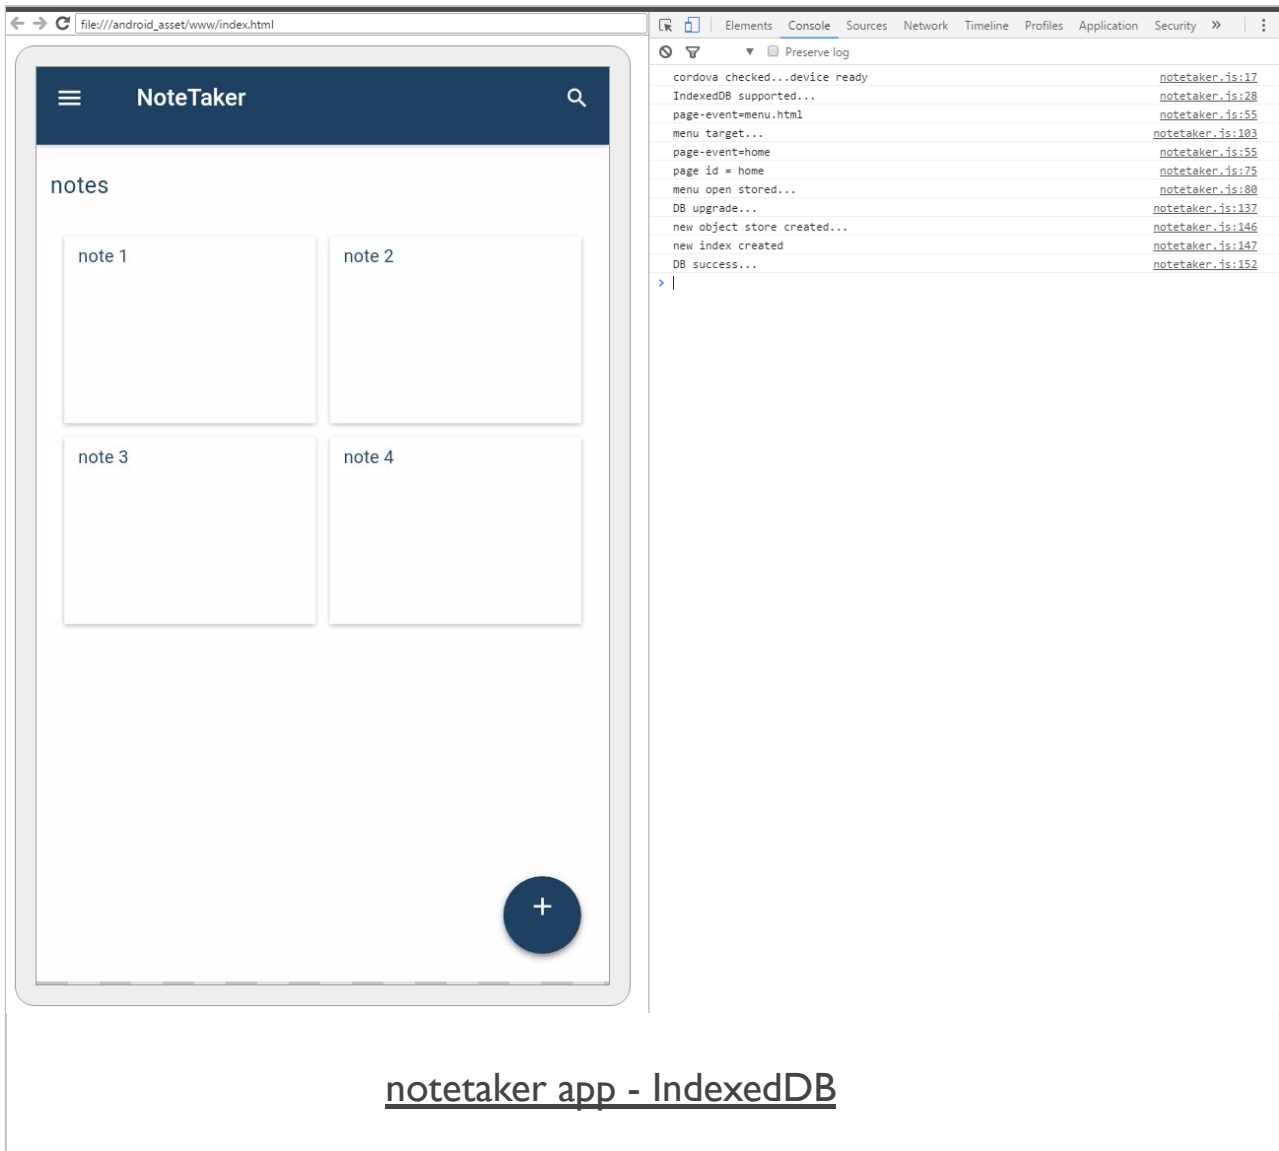 file:///android_asset/www/index.html
Elements Console Sources Network Timeline Profiles Application Security »
Preserve log
NoteTaker
notes
note 1 note 2
note 3 note 4
+
cordova checked...device ready notetaker.js:17
IndexedDB supported... notetaker.js:28
page-event=menu.html notetaker.js:55
menu target... notetaker.js:103
page-event=home notetaker.js:55
page id = home notetaker.js:75
menu open stored... notetaker.js:80
DB upgrade... notetaker.js:137
new object store created... notetaker.js:146
new index created notetaker.js:147
DB success... notetaker.js:152
>
notetaker app - IndexedDB